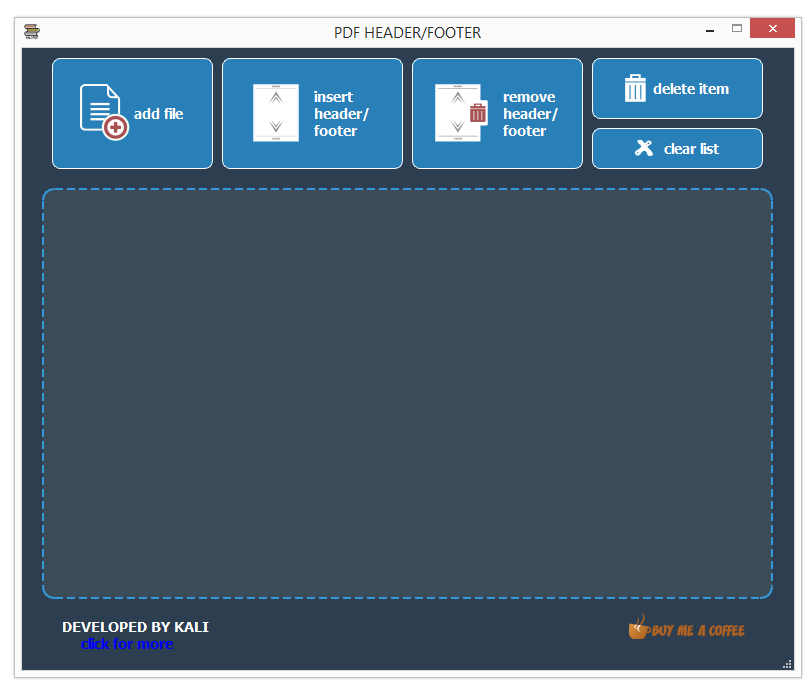 PDF HEADER/FOOTER
add file
insert
header/
footer
remove
header/
footer
delete item
clear list
DEVELOPED BY KALI
click for more
BUY ME A COFFEE